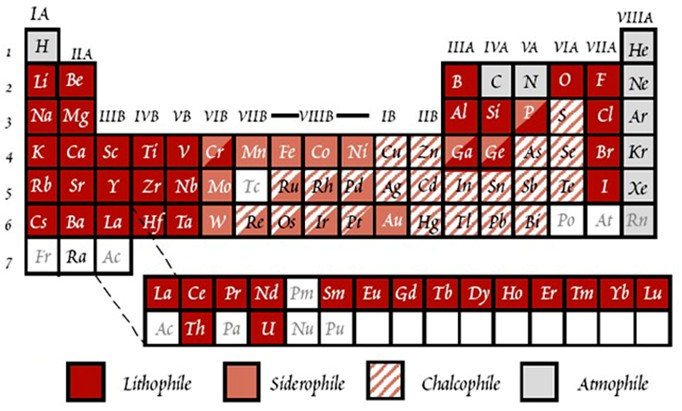 IA VIIIA
1 H IIA IIIA IVA VA VIA VIIA He
2 Li Be B C N O F Ne
3 Na Mg IIIB IVB VB VIB VIIB VIIIB IB IIB Al Si P S Cl Ar
4 K Ca Sc Ti V Cr Mn Fe Co Ni Cu Zn Ga Ge As Se Br Kr
5 Rb Sr Y Zr Nb Mo Tc Ru Rh Pd Ag Cd In Sn Sb Te I Xe
6 Cs Ba La Hf Ta W Re Os Ir Pt Au Hg Tl Pb Bi Po At Rn
7 Fr Ra Ac
La Ce Pr Nd Pm Sm Eu Gd Tb Dy Ho Er Tm Yb Lu
Ac Th Pa U Nu Pu
Lithophile Siderophile Chalcophile Atmophile